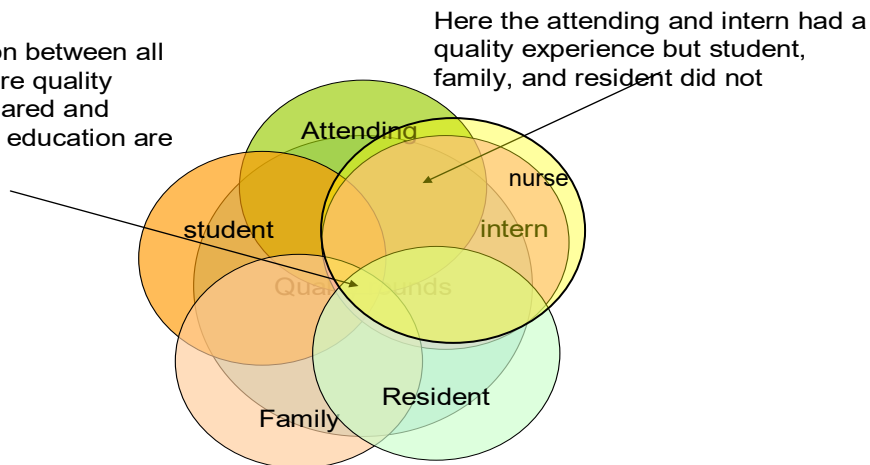 Here the attending and intern had a
quality experience but student,
family, and resident did not
on between all
re quality
ared and
education are
Attending
nurse
student
intern
Family
Resident